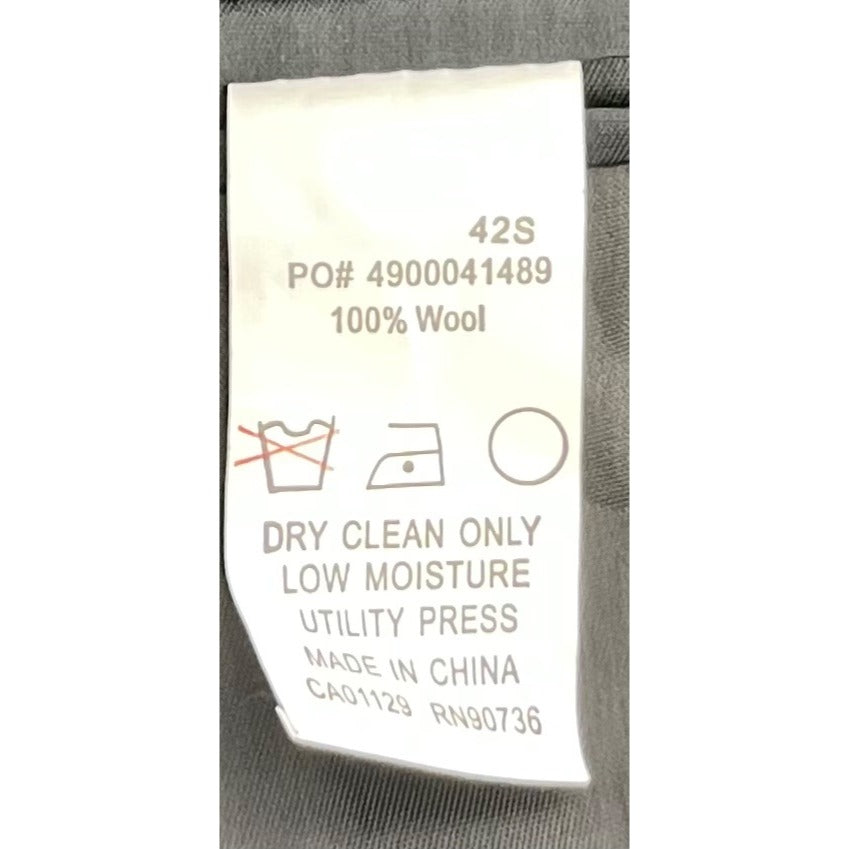 42S
PO# 4900041489
100% Wool
DRY CLEAN ONLY
LOW MOISTURE
UTILITY PRESS
MADE IN CHINA
CA01129 RN90736